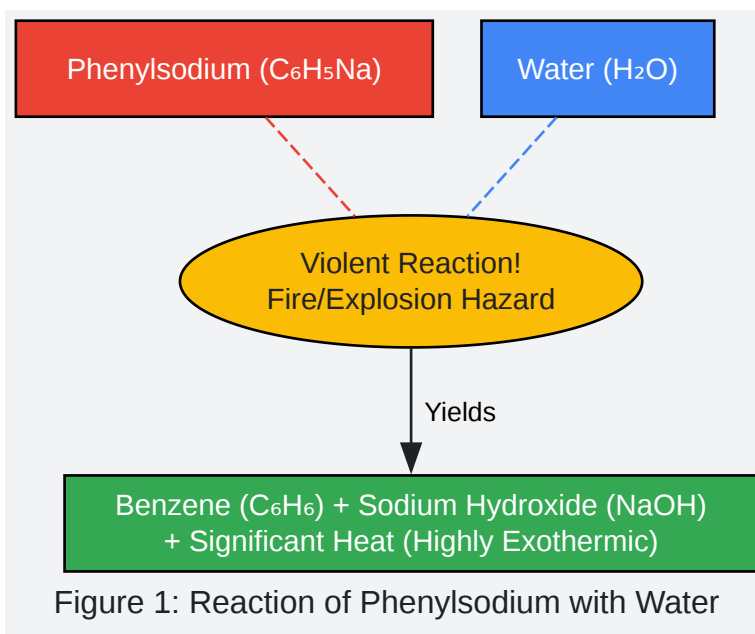 Phenylsodium (C₆H₅Na)
Water (H₂O)
Violent Reaction!
Fire/Explosion Hazard
Yields
Benzene (C₆H₆) + Sodium Hydroxide (NaOH)
+ Significant Heat (Highly Exothermic)
Figure 1: Reaction of Phenylsodium with Water